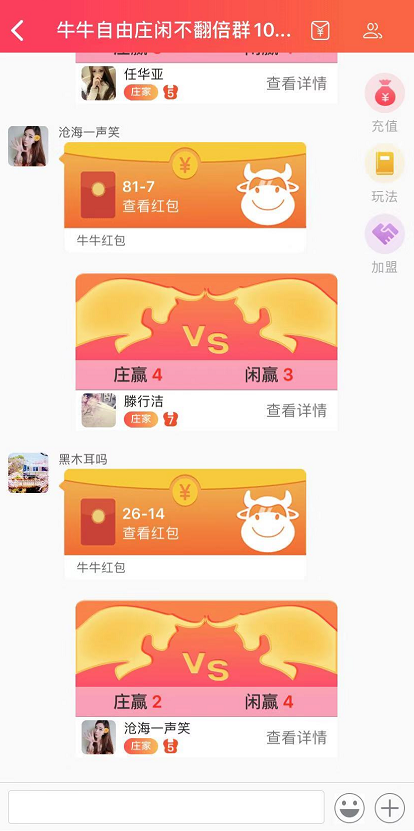 牛牛自由庄闲不翻倍群10...
任华亚
庄家 5
查看详情
充值
沧海一声笑
81-7
查看红包
牛牛红包
玩法
加盟
VS
庄赢 4 闲赢 3
滕行洁
庄家 7
查看详情
黑木耳吗
26-14
查看红包
牛牛红包
VS
庄赢 2 闲赢 4
沧海一声笑
庄家 5
查看详情